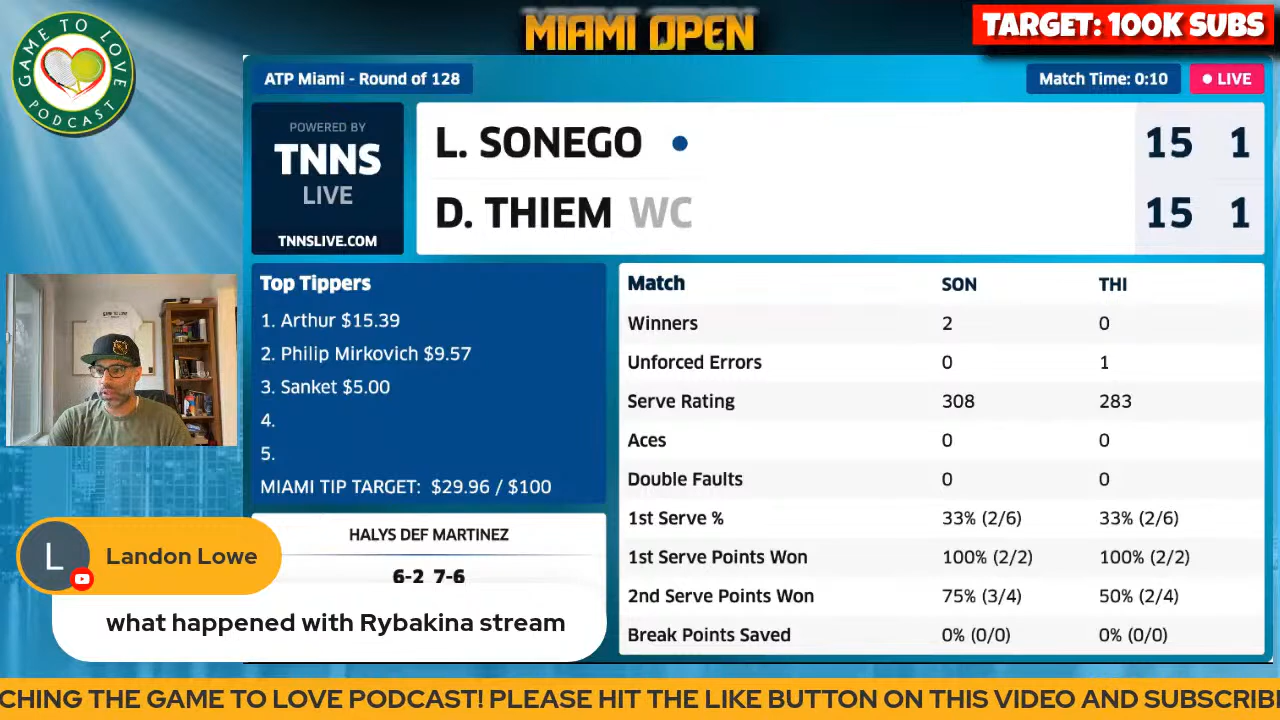 GAME TO LOVE
PODCAST
MIAMI OPEN
TARGET: 100K SUBS
ATP Miami - Round of 128
Match Time: 0:10
LIVE
POWERED BY
TNNS
LIVE
TNNSLIVE.COM
L. SONEGO 15 1
D. THIEM WC 15 1
Top Tippers
1. Arthur $15.39
2. Philip Mirkovich $9.57
3. Sanket $5.00
4.
5.
MIAMI TIP TARGET: $29.96 / $100
HALYS DEF MARTINEZ
6-2 7-6
Match SON THI
Winners 2 0
Unforced Errors 0 1
Serve Rating 308 283
Aces 0 0
Double Faults 0 0
1st Serve % 33% (2/6) 33% (2/6)
1st Serve Points Won 100% (2/2) 100% (2/2)
2nd Serve Points Won 75% (3/4) 50% (2/4)
Break Points Saved 0% (0/0) 0% (0/0)
L
Landon Lowe
what happened with Rybakina stream
CHING THE GAME TO LOVE PODCAST! PLEASE HIT THE LIKE BUTTON ON THIS VIDEO AND SUBSCRIB